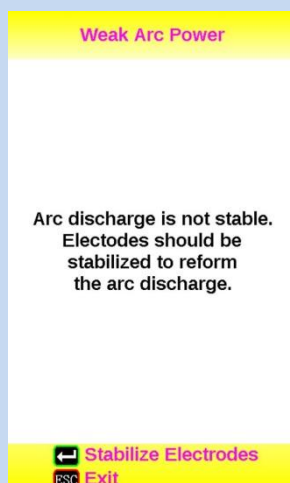 Weak Arc Power
Arc discharge is not stable.
Electodes should be
stabilized to reform
the arc discharge.
Stabilize Electrodes
ESC Exit